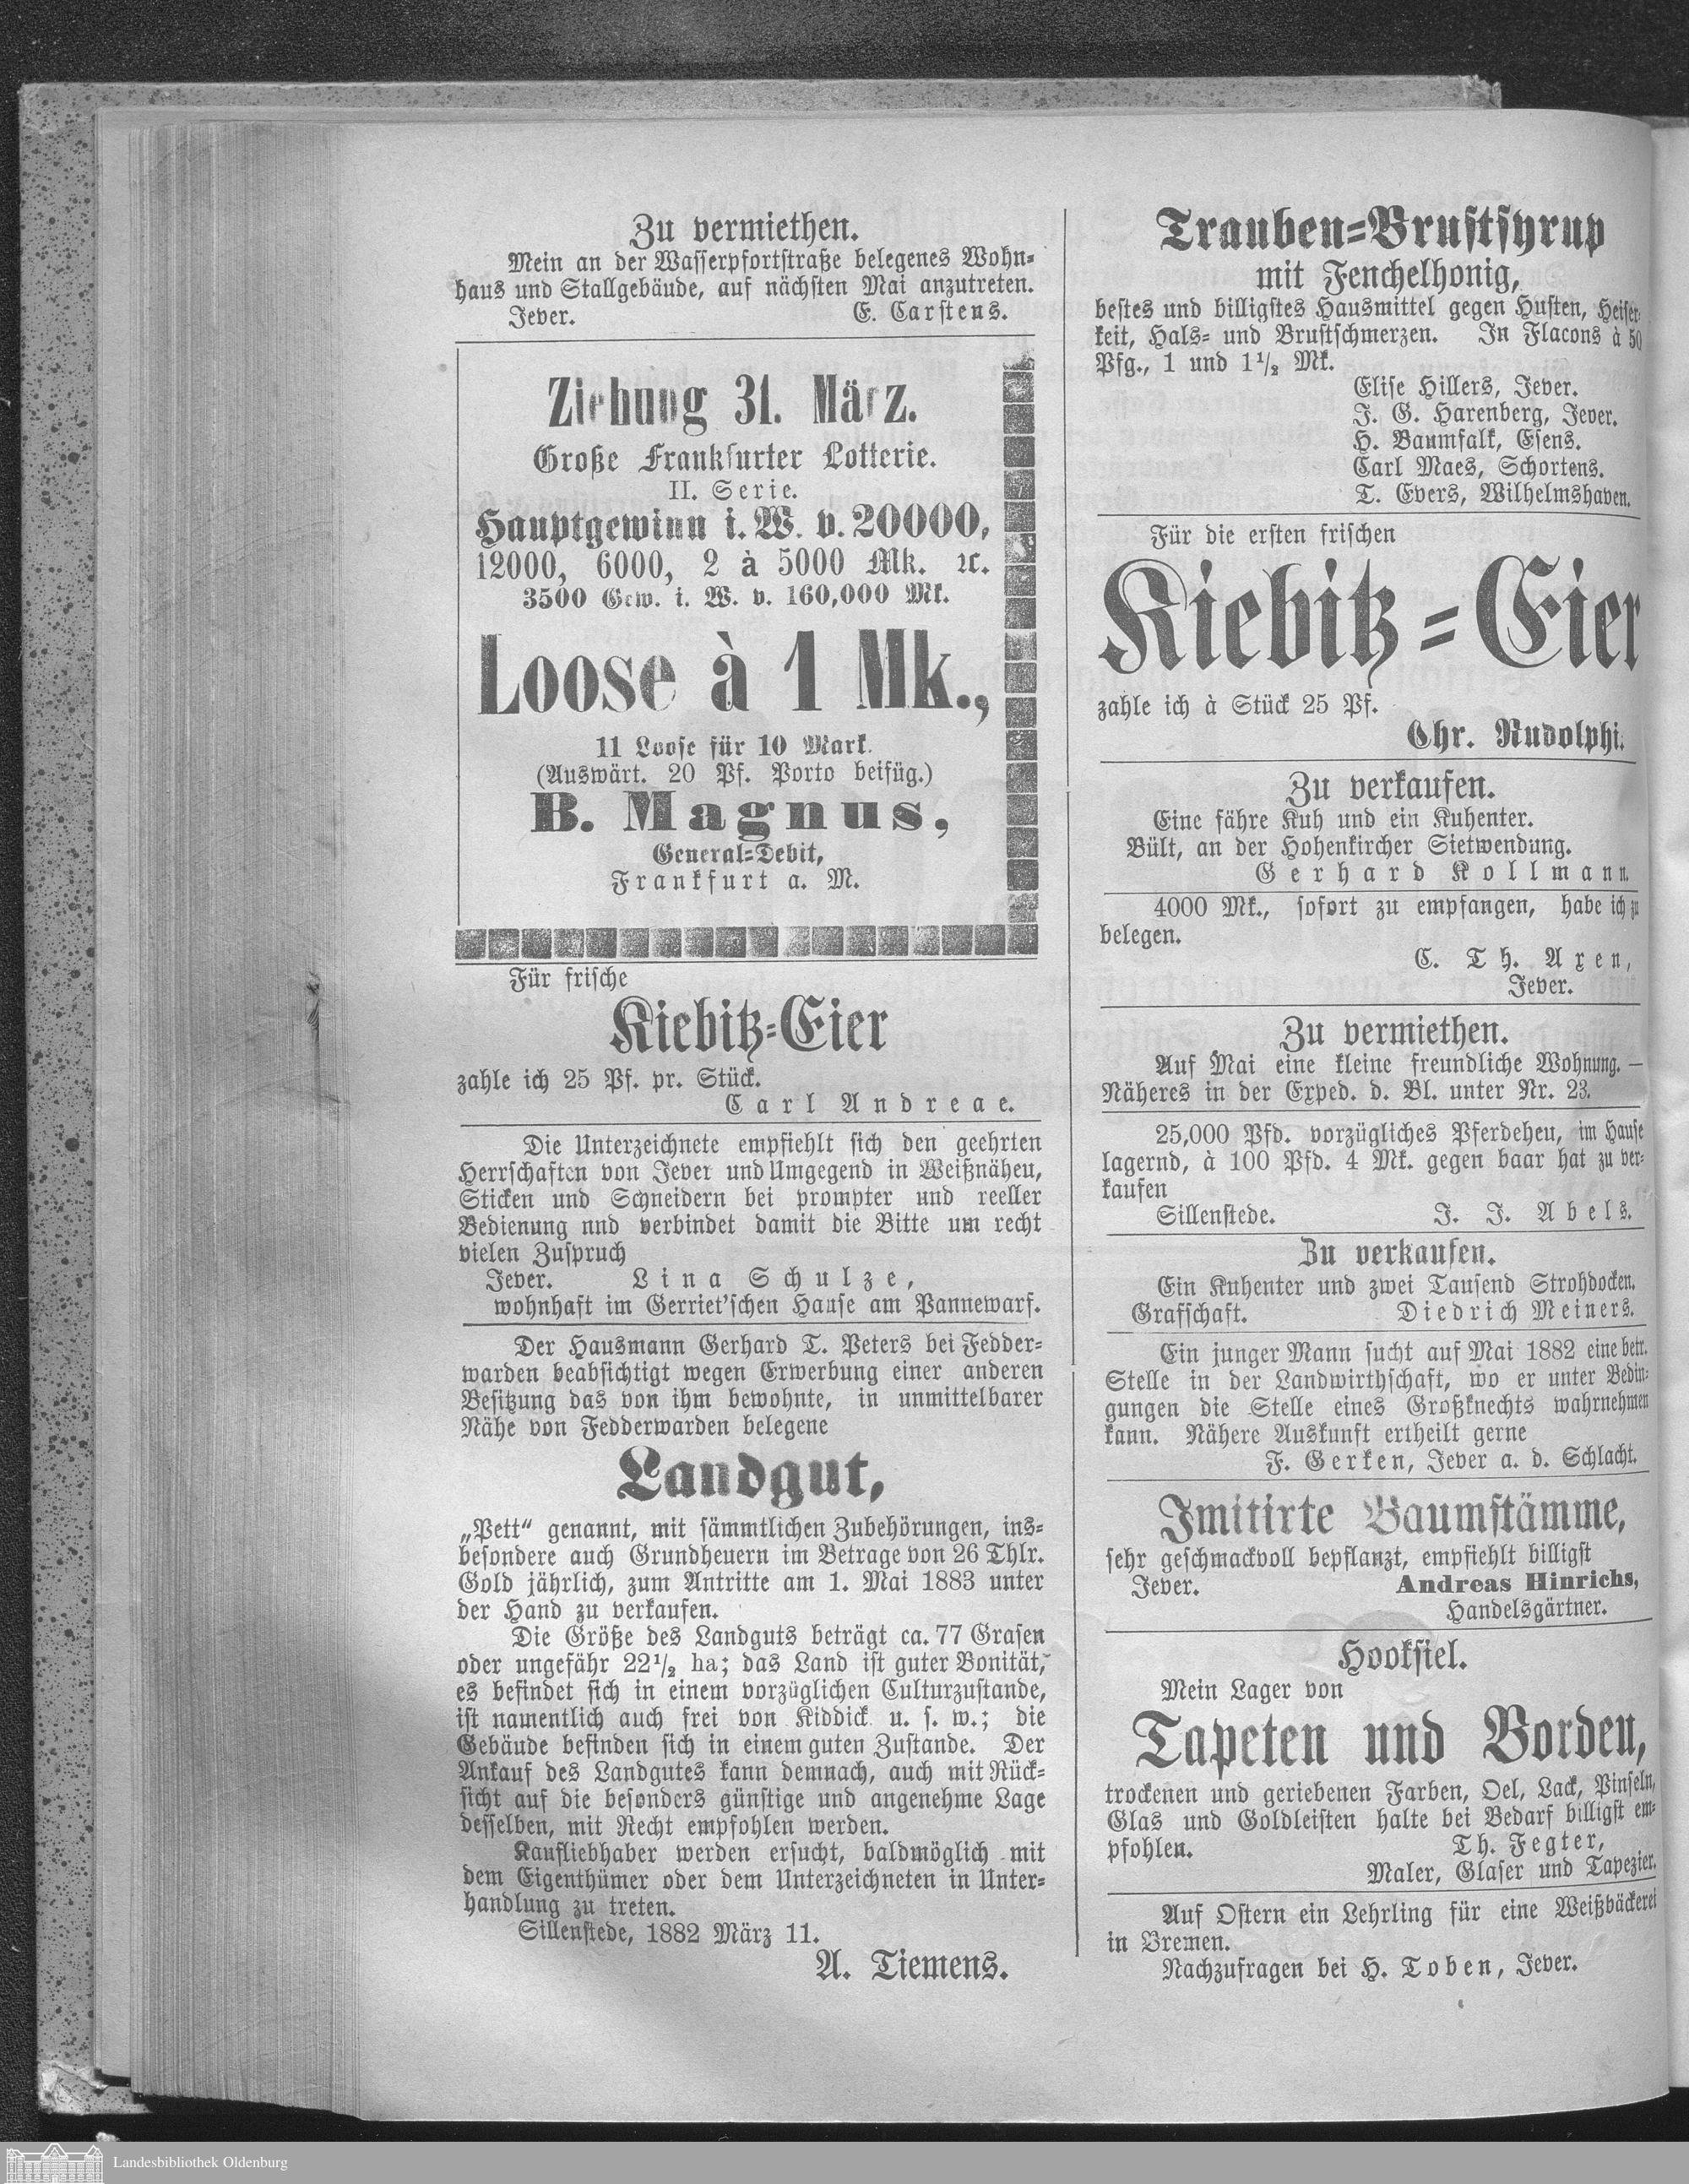 Zu vermiethen.
Mein an der Wasserpfortstraße belegenes Wohn-
haus und Stallgebäude, auf nächsten Mai anzutreten.
Jever. E. Carstens.
Ziehung 31. März.
Große Frankfurter Lotterie.
II. Serie.
Hauptgewinn i. W. v. 20000,
12000, 6000, 2 à 5000 Mk. ꝛc.
3500 Gew. i. W. v. 160,000 Mk.
Loose à 1 Mk.,
11 Loose für 10 Mark.
(Auswärt. 20 Pf. Porto beifüg.)
B. Magnus,
General-Debit,
Frankfurt a. M.
Für frische
Kiebitz-Eier
zahle ich 25 Pf. pr. Stück.
Carl Andreae.
Die Unterzeichnete empfiehlt sich den geehrten
Herrschaften von Jever und Umgegend in Weißnähen,
Sticken und Schneidern bei prompter und reeller
Bedienung nnd verbindet damit die Bitte um recht
vielen Zuspruch
Jever. Lina Schulze,
wohnhaft im Gerriet'schen Hause am Pannewarf.
Der Hausmann Gerhard T. Peters bei Fedder-
warden beabsichtigt wegen Erwerbung einer anderen
Besitzung das von ihm bewohnte, in unmittelbarer
Nähe von Fedderwarden belegene
Landgut,
„Pett“ genannt, mit sämmtlichen Zubehörungen, ins-
besondere auch Grundheuern im Betrage von 26 Thlr.
Gold jährlich, zum Antritte am 1. Mai 1883 unter
der Hand zu verkaufen.
Die Größe des Landguts beträgt ca. 77 Grasen
oder ungefähr 22½ ha; das Land ist guter Bonität,
es befindet sich in einem vorzüglichen Culturzustande,
ist namentlich auch frei von Kiddick u. s. w.; die
Gebäude befinden sich in einem guten Zustande. Der
Ankauf des Landgutes kann demnach, auch mit Rück-
sicht auf die besonders günstige und angenehme Lage
desselben, mit Recht empfohlen werden.
Kaufliebhaber werden ersucht, baldmöglich mit
dem Eigenthümer oder dem Unterzeichneten in Unter-
handlung zu treten.
Sillenstede, 1882 März 11.
A. Tiemens.
Trauben-Brustsyrup
mit Fenchelhonig,
bestes und billigstes Hausmittel gegen Husten, Heiser-
keit, Hals- und Brustschmerzen. In Flacons à 50
Pfg., 1 und 1½ Mk.
Elise Hillers, Jever.
J. G. Harenberg, Jever.
H. Baumfalk, Esens.
Carl Maes, Schortens.
T. Evers, Wilhelmshaven.
Für die ersten frischen
Kiebitz-Eier
zahle ich à Stück 25 Pf.
Chr. Rudolphi.
Zu verkaufen.
Eine fähre Kuh und ein Kuhenter.
Bült, an der Hohenkircher Sietwendung.
Gerhard Kollmann.
4000 Mk., sofort zu empfangen, habe ich zu
belegen.
C. Th. Axen,
Jever.
Zu vermiethen.
Auf Mai eine kleine freundliche Wohnung. —
Näheres in der Exped. d. Bl. unter Nr. 23.
25,000 Pfd. vorzügliches Pferdeheu, im Hause
lagernd, à 100 Pfd. 4 Mk. gegen baar hat zu ver-
kaufen
Sillenstede. J. J. Abels.
Zu verkaufen.
Ein Kuhenter und zwei Tausend Strohdocken.
Grafschaft. Diedrich Meiners.
Ein junger Mann sucht auf Mai 1882 eine betr.
Stelle in der Landwirthschaft, wo er unter Bedin-
gungen die Stelle eines Großknechts wahrnehmen
kann. Nähere Auskunft ertheilt gerne
F. Gerken, Jever a. d. Schlacht.
Imitirte Baumstämme,
sehr geschmackvoll bepflanzt, empfiehlt billigst
Jever. Andreas Hinrichs,
Handelsgärtner.
Hooksiel.
Mein Lager von
Tapeten und Borden,
trockenen und geriebenen Farben, Oel, Lack, Pinseln,
Glas und Goldleisten halte bei Bedarf billigst em-
pfohlen. Th. Fegter,
Maler, Glaser und Tapezier.
Auf Ostern ein Lehrling für eine Weißbäckerei
in Bremen.
Nachzufragen bei H. Toben, Jever.
Landesbibliothek Oldenburg